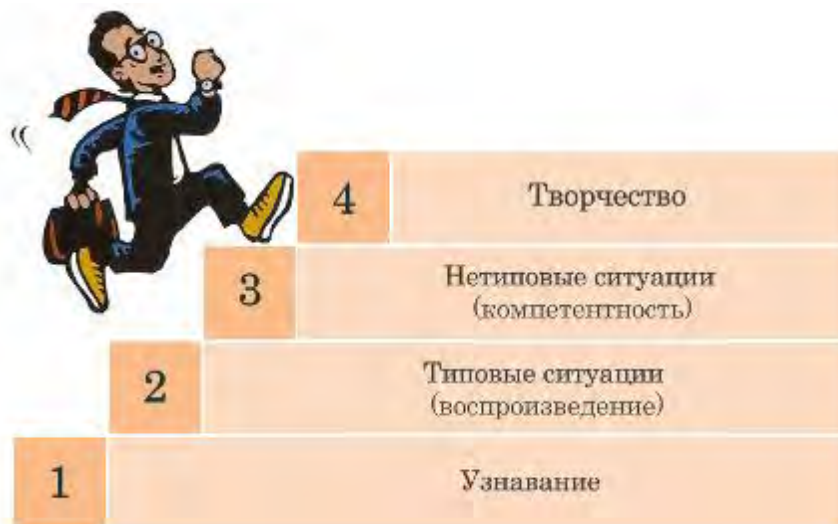 4
Творчество
3
Нетиповые ситуации
(компетентность)
2
Типовые ситуации
(воспроизведение)
1
Узнавание